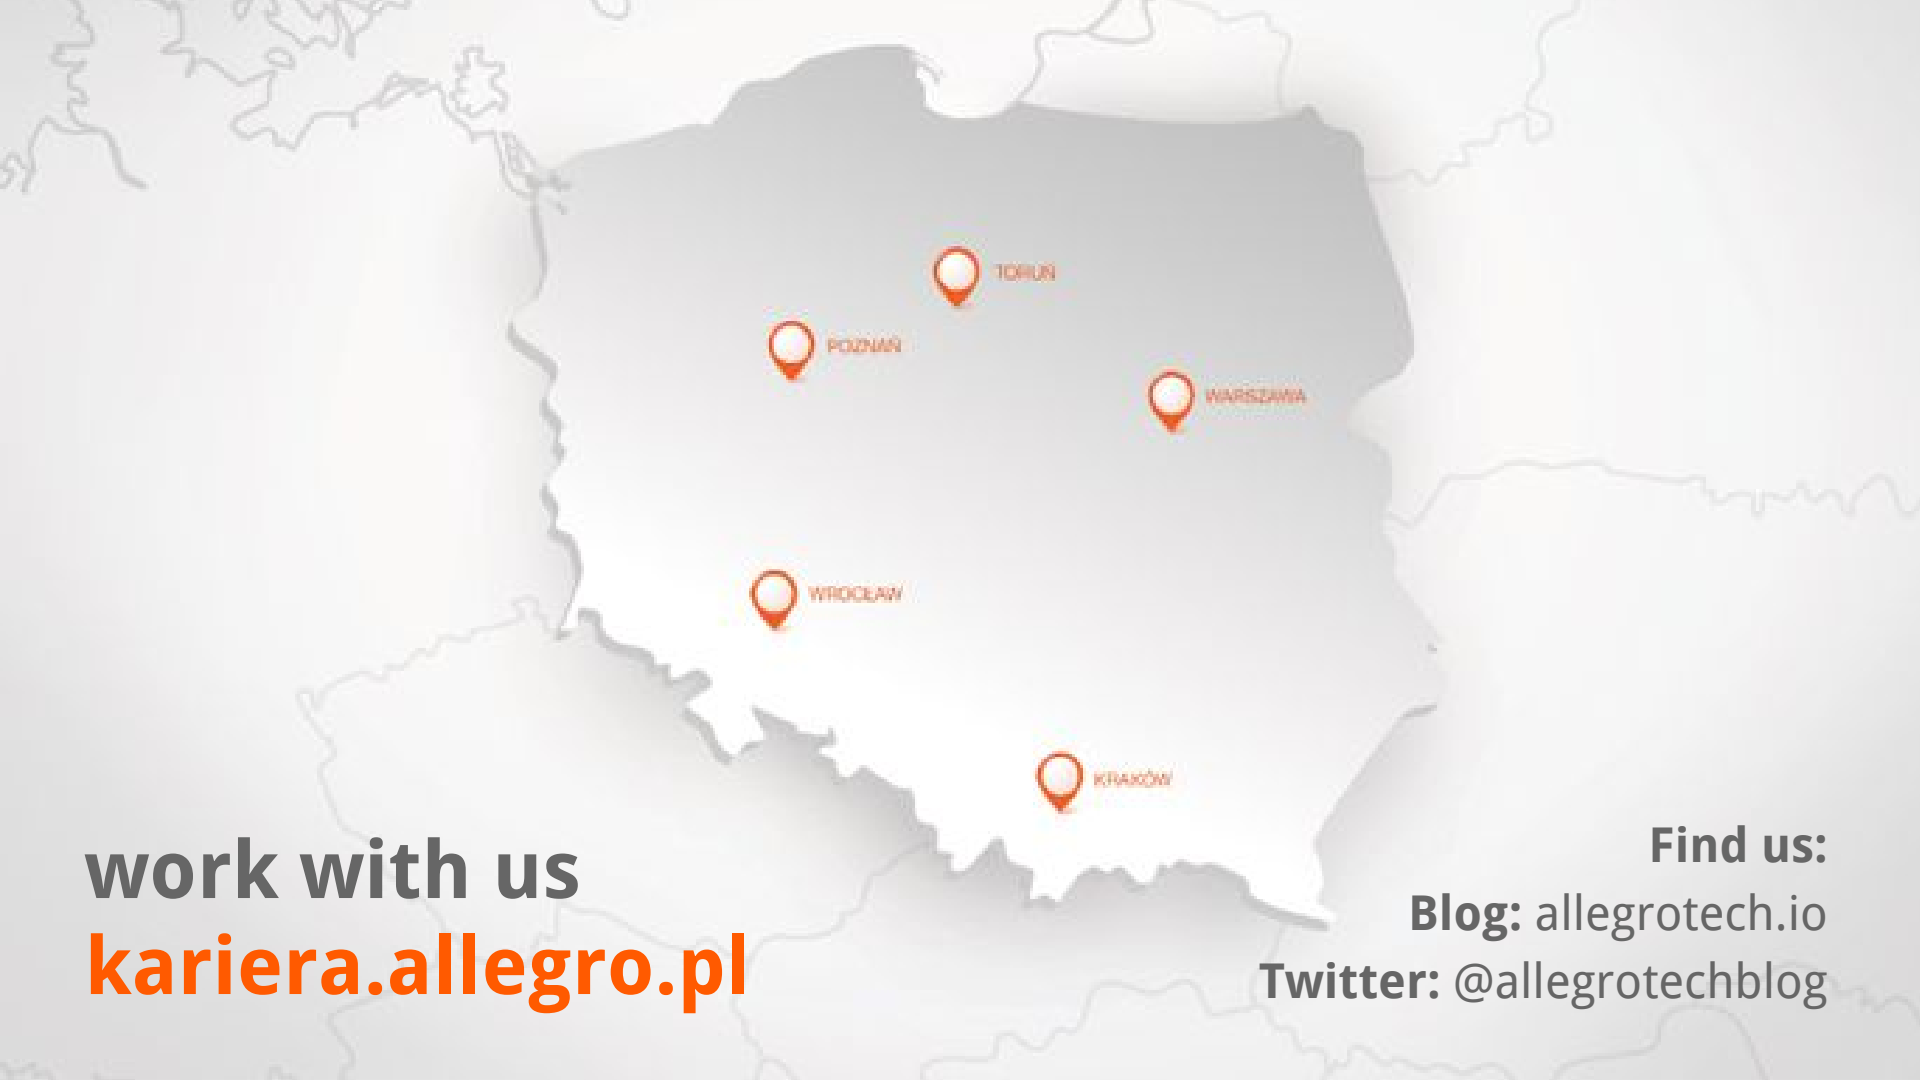 TORUŃ
POZNAŃ
WARSZAWA
WROCŁAW
KRAKÓW
work with us
kariera.allegro.pl
Find us:
Blog: allegrotech.io
Twitter: @allegrotechblog